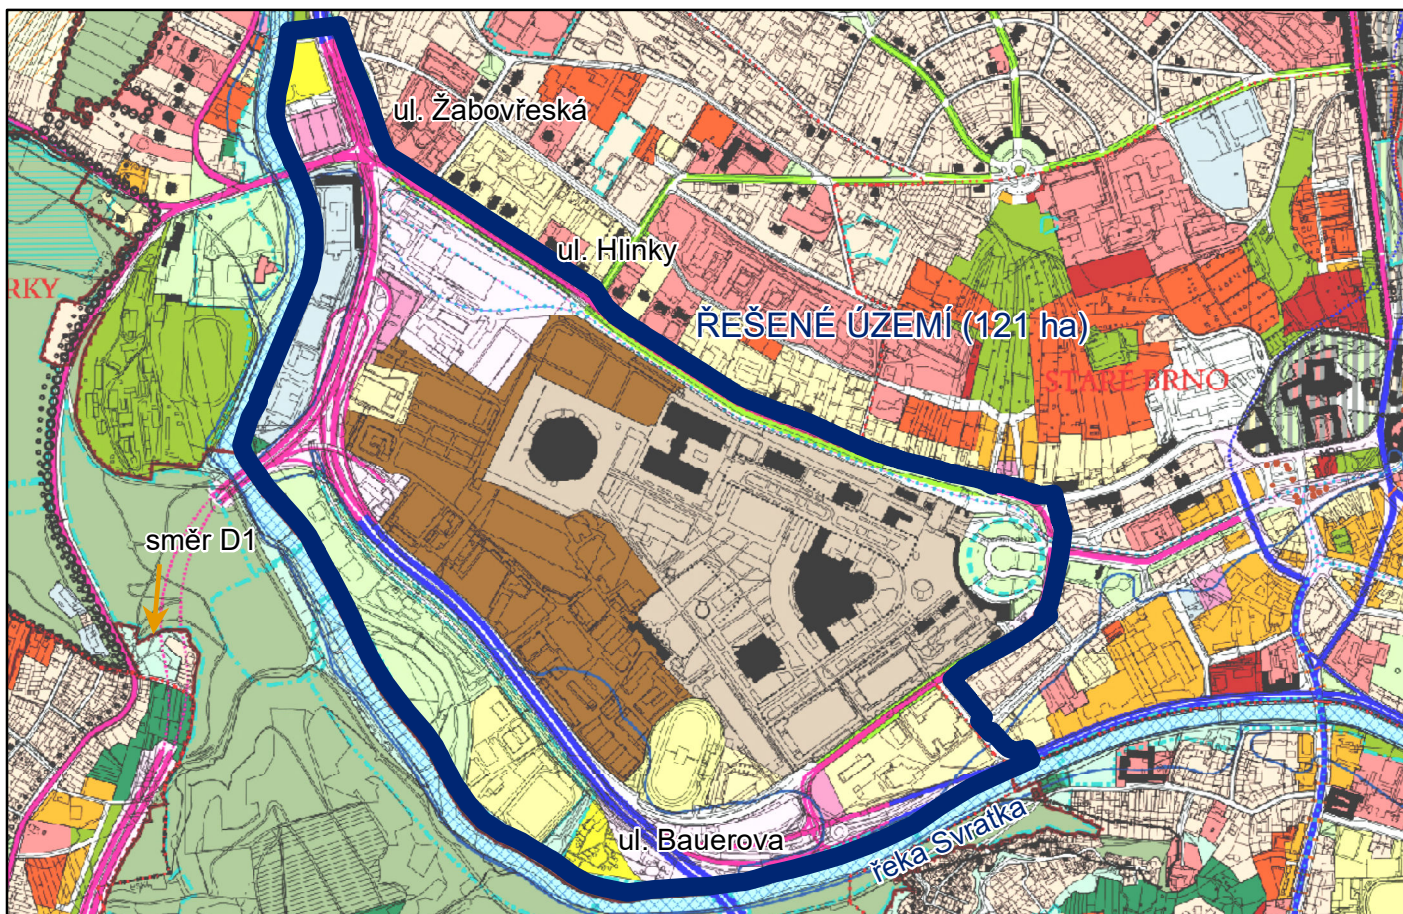 ul. Žabovřeská
ul. Hlinky
RKY
ŘEŠENÉ ÚZEMÍ (121 ha)
STARÉ BRNO
směr D1
ul. Bauerova
řeka Svratka